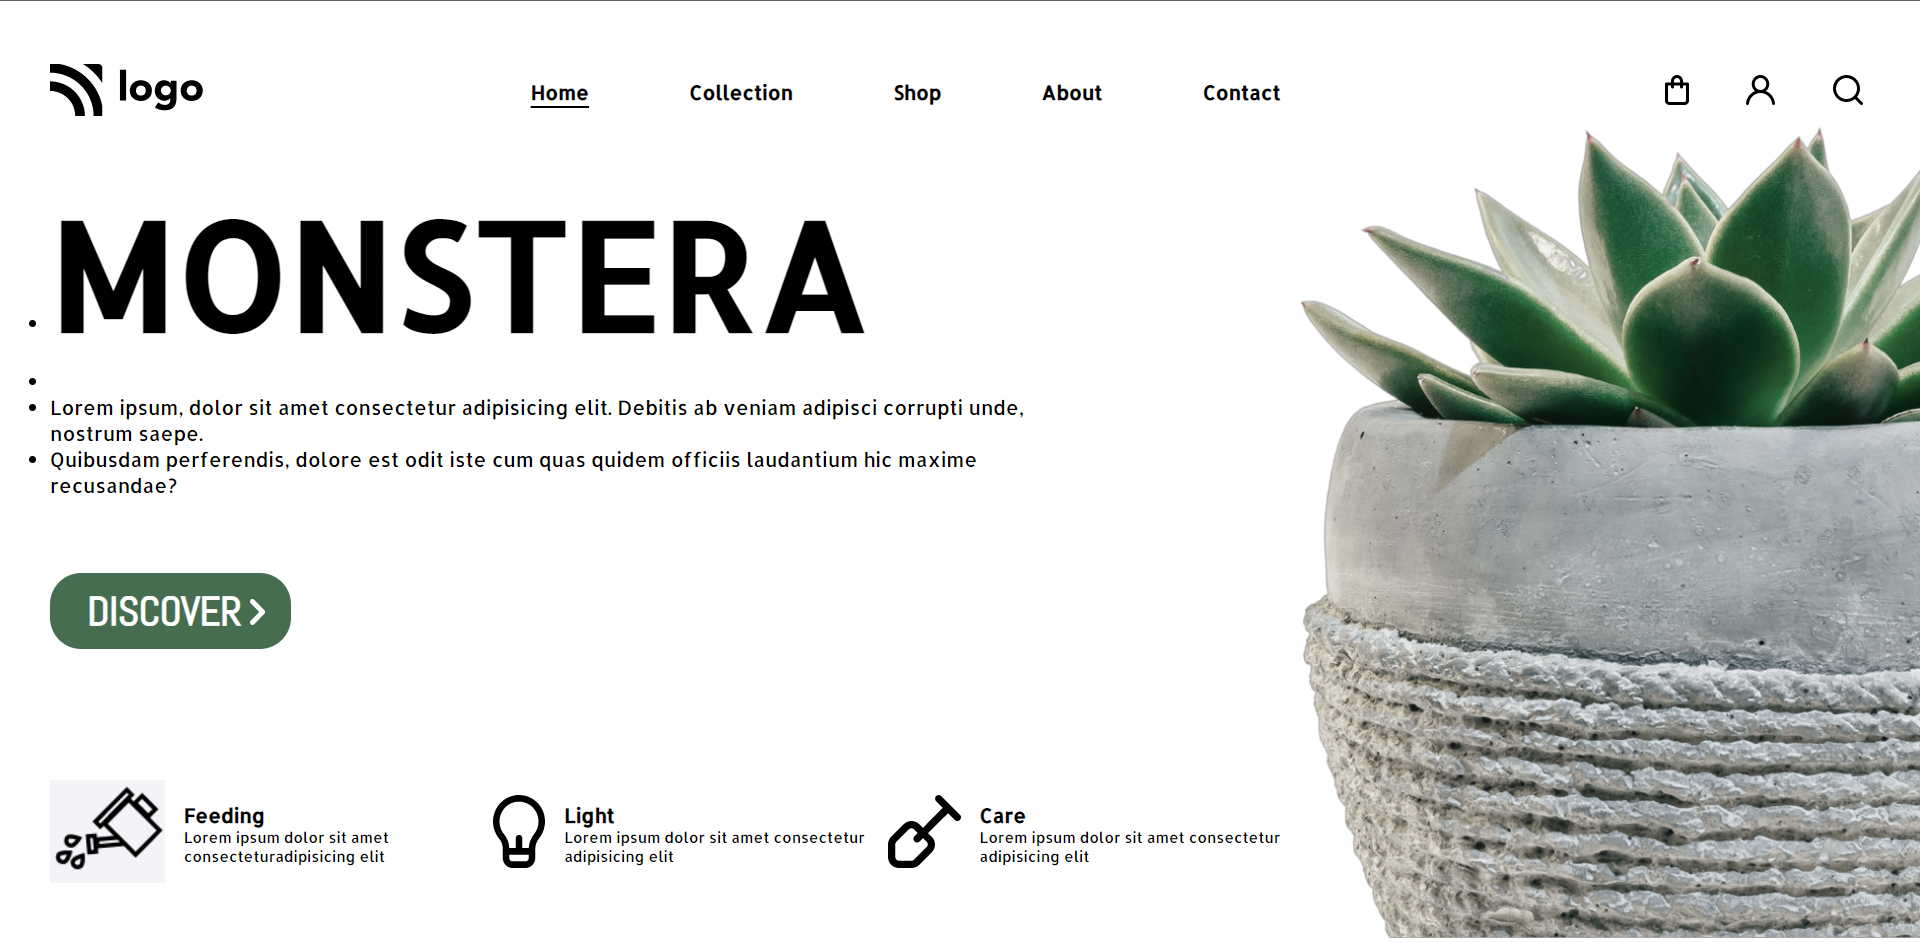 logo
Home Collection Shop About Contact
MONSTERA
Lorem ipsum, dolor sit amet consectetur adipisicing elit. Debitis ab veniam adipisci corrupti unde,
nostrum saepe.
Quibusdam perferendis, dolore est odit iste cum quas quidem officiis laudantium hic maxime
recusandae?
DISCOVER
Feeding
Lorem ipsum dolor sit amet
consecteturadipisicing elit
Light
Lorem ipsum dolor sit amet consectetur
adipisicing elit
Care
Lorem ipsum dolor sit amet consectetur
adipisicing elit